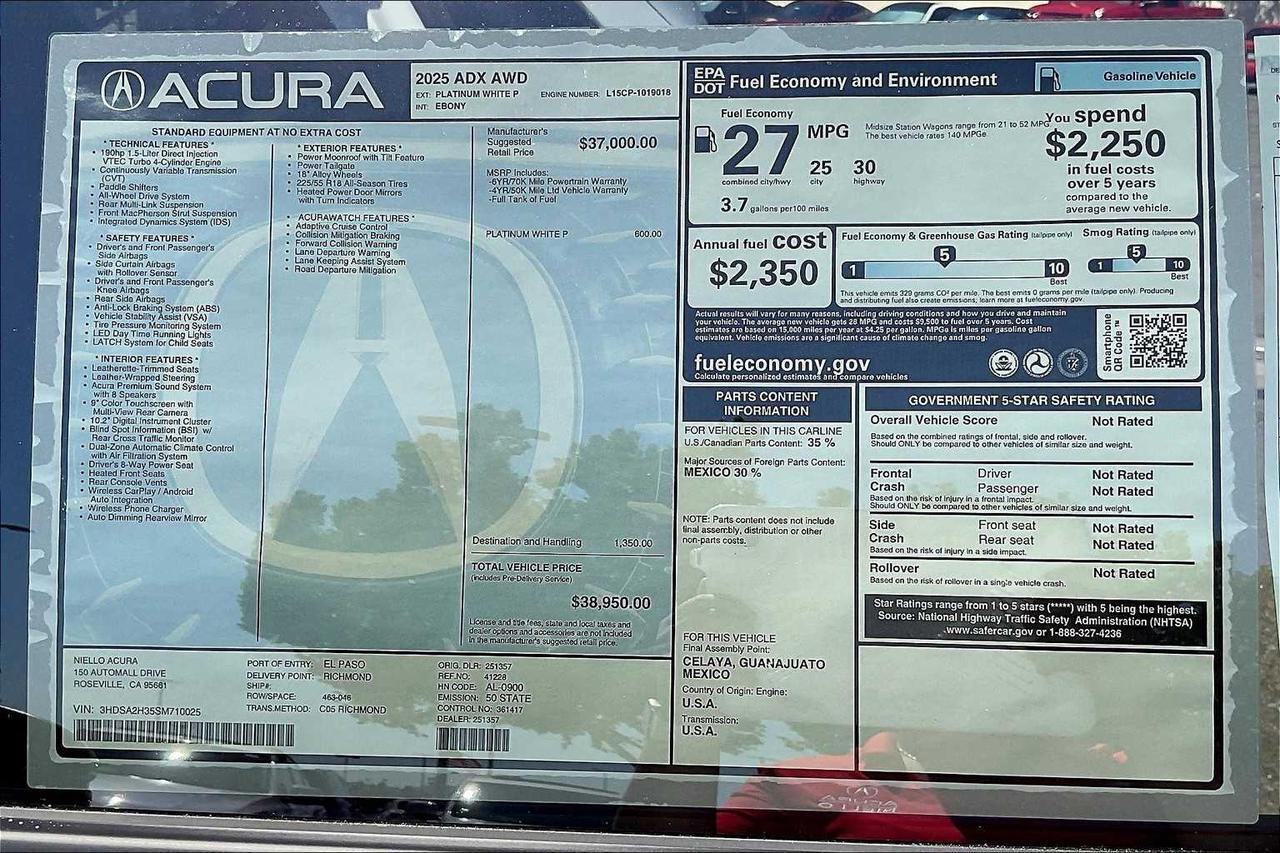 ACURA
2025 ADX AWD
EXT: PLATINUM WHITE P
ENGINE NUMBER: L15CP-1019018
INT: EBONY
STANDARD EQUIPMENT AT NO EXTRA COST
* TECHNICAL FEATURES *
• 190hp 1.5-Liter Direct Injection
VTEC Turbo 4-Cylinder Engine
• Continuously Variable Transmission
(CVT)
• Paddle Shifters
• All-Wheel Drive System
• Rear Multi-Link Suspension
• Front MacPherson Strut Suspension
• Integrated Dynamics System (IDS)
* SAFETY FEATURES *
• Driver's and Front Passenger's
Side Airbags
• Side Curtain Airbags
with Rollover Sensor
• Driver's and Front Passenger's
Knee Airbags
• Rear Side Airbags
• Anti-Lock Braking System (ABS)
• Vehicle Stability Assist (VSA)
• Tire Pressure Monitoring System
• LED Day Time Running Lights
• LATCH System for Child Seats
* INTERIOR FEATURES *
• Leatherette-Trimmed Seats
• Leather-Wrapped Steering
• Acura Premium Sound System
with 8 Speakers
• 9" Color Touchscreen with
Multi-View Rear Camera
• 10.2" Digital Instrument Cluster
• Blind Spot Information (BSI) w/
Rear Cross Traffic Monitor
• Dual-Zone Automatic Climate Control
with Air Filtration System
• Driver's 8-Way Power Seat
• Heated Front Seats
• Rear Console Vents
• Wireless CarPlay / Android
Auto Integration
• Wireless Phone Charger
• Auto Dimming Rearview Mirror
* EXTERIOR FEATURES *
• Power Moonroof with Tilt Feature
• Power Tailgate
• 18" Alloy Wheels
• 225/55 R18 All-Season Tires
• Heated Power Door Mirrors
with Turn Indicators
ACURAWATCH FEATURES *
• Adaptive Cruise Control
• Collision Mitigation Braking
• Forward Collision Warning
• Lane Departure Warning
• Lane Keeping Assist System
• Road Departure Mitigation
Manufacturer's
Suggested
Retail Price
$37,000.00
MSRP Includes:
-6YR/70K Mile Powertrain Warranty
-4YR/50K Mile Ltd Vehicle Warranty
-Full Tank of Fuel
PLATINUM WHITE P 600.00
Destination and Handling 1,350.00
TOTAL VEHICLE PRICE
(includes Pre-Delivery Service)
$38,950.00
License and title fees, state and local taxes and
dealer options and accessories are not included
in the manufacturer's suggested retail price.
NIELLO ACURA
150 AUTOMALL DRIVE
ROSEVILLE, CA 95661
VIN: 3HDSA2H35SM710025
PORT OF ENTRY: EL PASO
DELIVERY POINT: RICHMOND
SHIP#:
ROW/SPACE: 463-046
TRANS.METHOD: C05 RICHMOND
ORIG. DLR: 251357
REF.NO: 41228
HN CODE: AL-0900
EMISSION: 50 STATE
CONTROL NO: 361417
DEALER: 251357
EPA
DOT
Fuel Economy and Environment
Gasoline Vehicle
Fuel Economy
27 MPG
combined city/hwy
25
city
30
highway
3.7 gallons per100 miles
Midsize Station Wagons range from 21 to 52 MPG.
The best vehicle rates 140 MPGe.
You spend
$2,250
in fuel costs
over 5 years
compared to the
average new vehicle.
Annual fuel cost
$2,350
Fuel Economy & Greenhouse Gas Rating (tailpipe only)
5
1 10
Best
Smog Rating (tailpipe only)
5
1 10
Best
This vehicle emits 329 grams CO² per mile. The best emits 0 grams per mile (tailpipe only). Producing
and distributing fuel also create emissions; learn more at fueleconomy.gov.
Actual results will vary for many reasons, including driving conditions and how you drive and maintain
your vehicle. The average new vehicle gets 28 MPG and costs $9,500 to fuel over 5 years. Cost
estimates are based on 15,000 miles per year at $4.25 per gallon. MPGe is miles per gasoline gallon
equivalent. Vehicle emissions are a significant cause of climate change and smog.
fueleconomy.gov
Calculate personalized estimates and compare vehicles
Smartphone
QR Code ™
PARTS CONTENT
INFORMATION
FOR VEHICLES IN THIS CARLINE
U.S./Canadian Parts Content: 35 %
Major Sources of Foreign Parts Content:
MEXICO 30 %
NOTE: Parts content does not include
final assembly, distribution or other
non-parts costs.
FOR THIS VEHICLE
Final Assembly Point:
CELAYA, GUANAJUATO
MEXICO
Country of Origin: Engine:
U.S.A.
Transmission:
U.S.A.
GOVERNMENT 5-STAR SAFETY RATING
Overall Vehicle Score Not Rated
Based on the combined ratings of frontal, side and rollover.
Should ONLY be compared to other vehicles of similar size and weight.
Frontal Driver Not Rated
Crash Passenger Not Rated
Based on the risk of injury in a frontal impact.
Should ONLY be compared to other vehicles of similar size and weight.
Side Front seat Not Rated
Crash Rear seat Not Rated
Based on the risk of injury in a side impact.
Rollover Not Rated
Based on the risk of rollover in a single vehicle crash.
Star Ratings range from 1 to 5 stars (*****) with 5 being the highest.
Source: National Highway Traffic Safety Administration (NHTSA)
www.safercar.gov or 1-888-327-4236